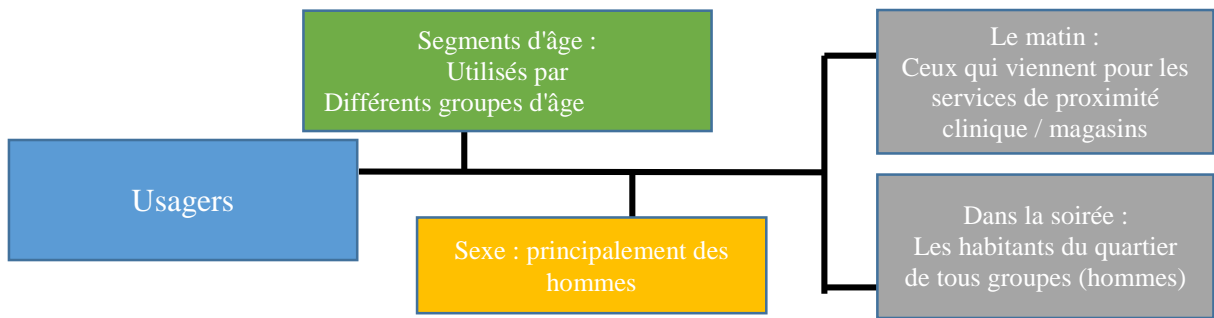 Segments d'âge :
Utilisés par
Différents groupes d'âge
Le matin :
Ceux qui viennent pour les
services de proximité
clinique / magasins
Usagers
Sexe : principalement des
hommes
Dans la soirée :
Les habitants du quartier
de tous groupes (hommes)